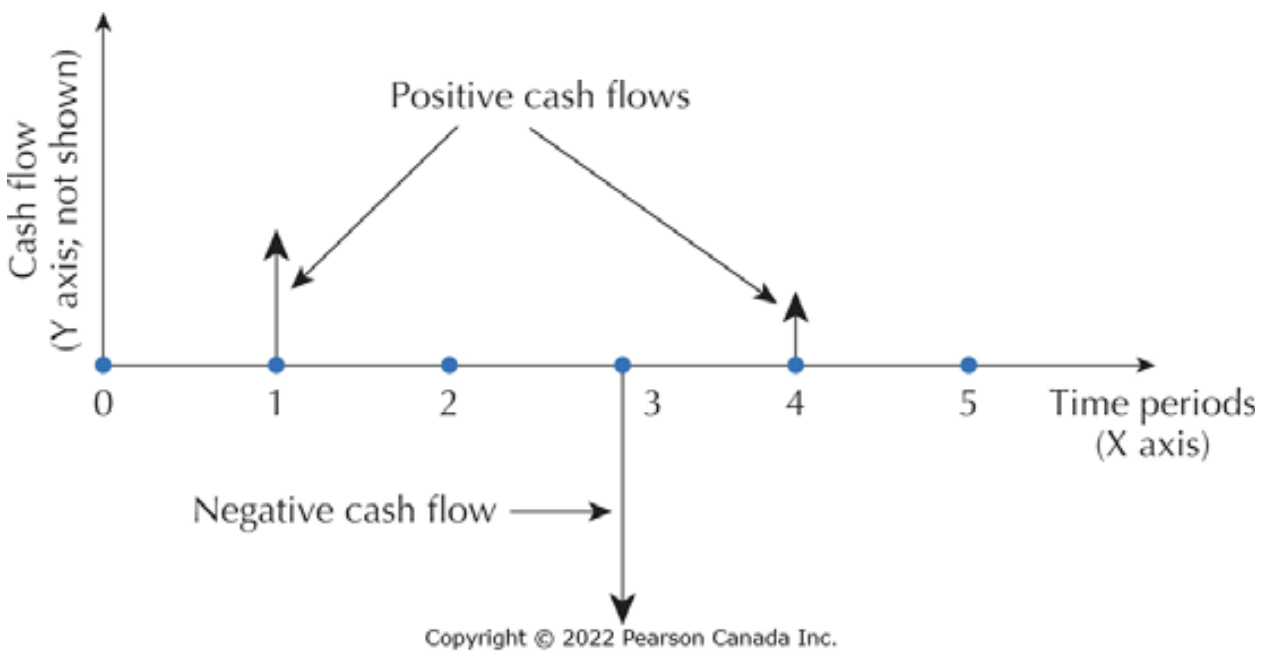 Cash flow
(Y axis; not shown)
Positive cash flows
0
1
2
3
4
5
Time periods
(X axis)
Negative cash flow
Copyright © 2022 Pearson Canada Inc.